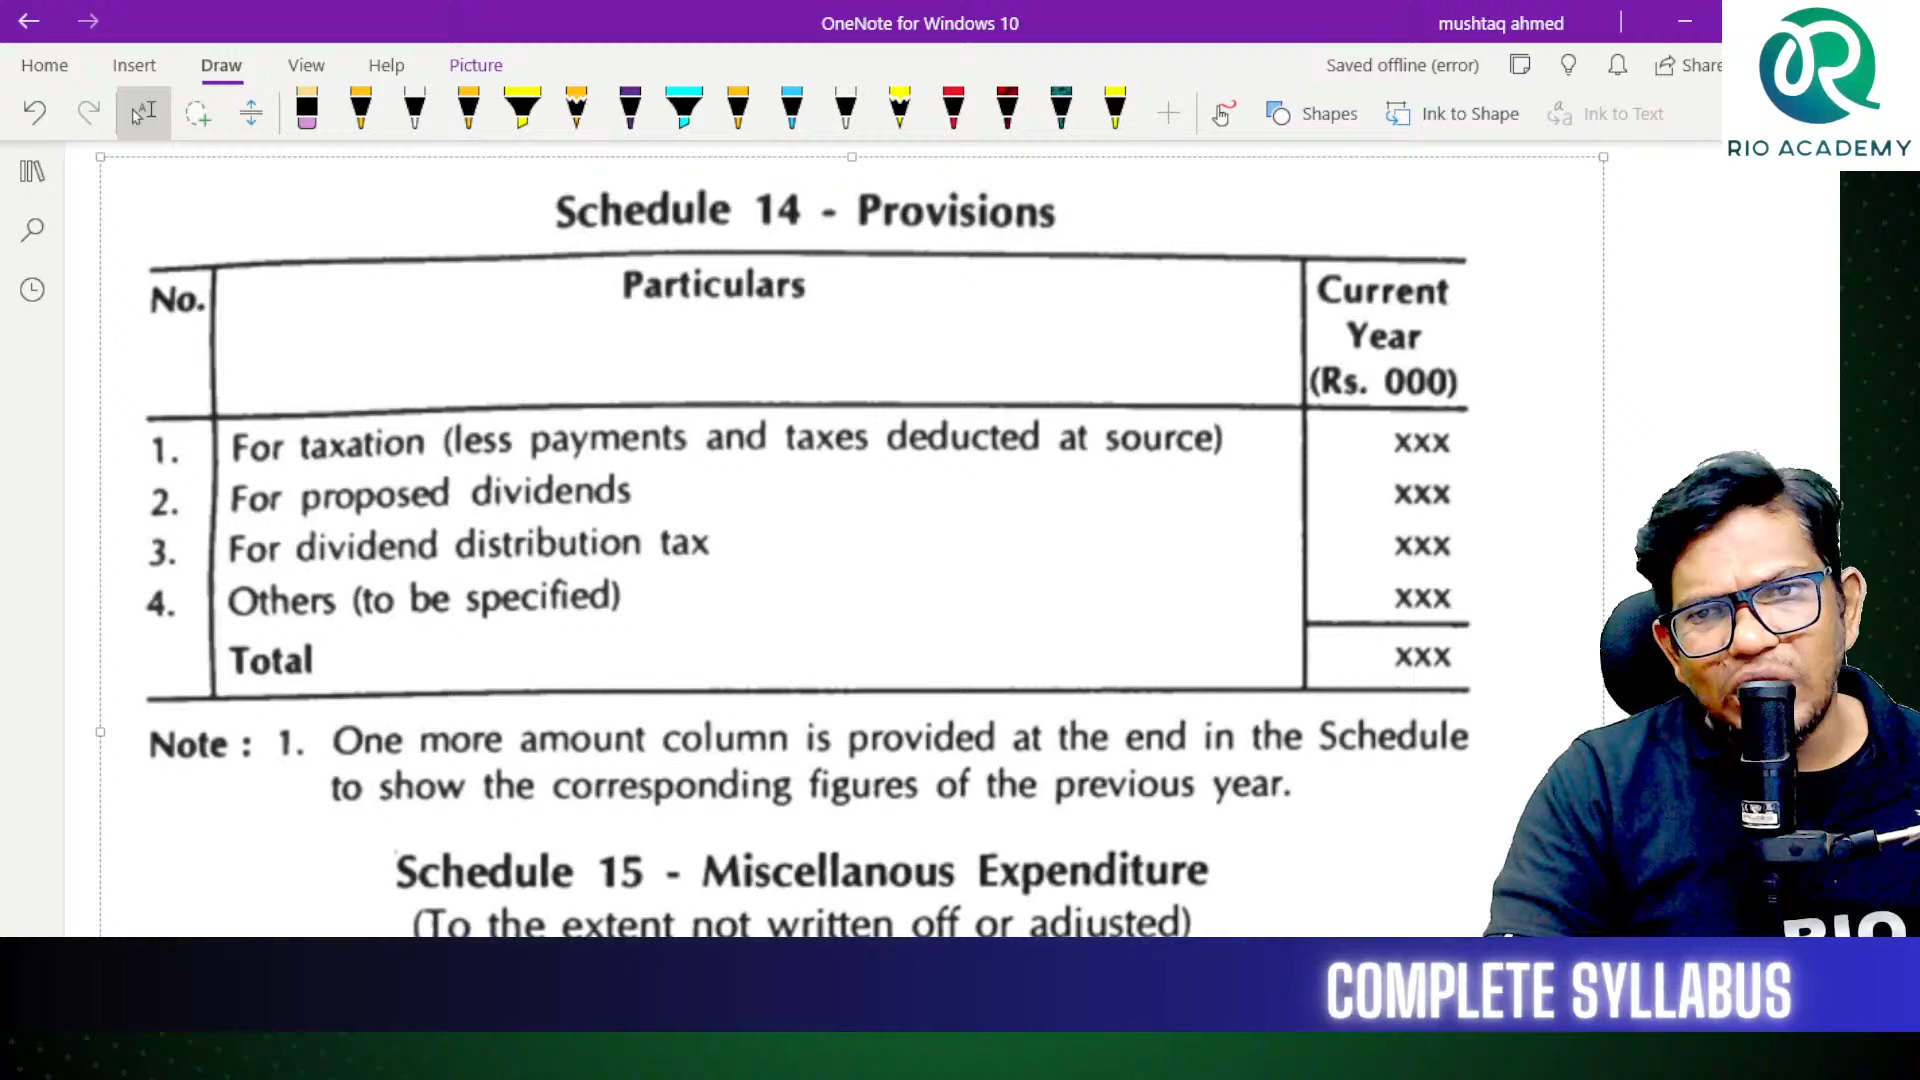 OneNote for Windows 10
mushtaq ahmed
Home Insert Draw View Help Picture
Saved offline (error)
Share
Shapes
Ink to Shape
Ink to Text
RIO ACADEMY
Schedule 14 - Provisions
No. Particulars Current Year (Rs. 000)
1. For taxation (less payments and taxes deducted at source) xxx
2. For proposed dividends xxx
3. For dividend distribution tax xxx
4. Others (to be specified) xxx
Total xxx
Note : 1. One more amount column is provided at the end in the Schedule
to show the corresponding figures of the previous year.
Schedule 15 - Miscellanous Expenditure
(To the extent not written off or adjusted)
RIO
COMPLETE SYLLABUS